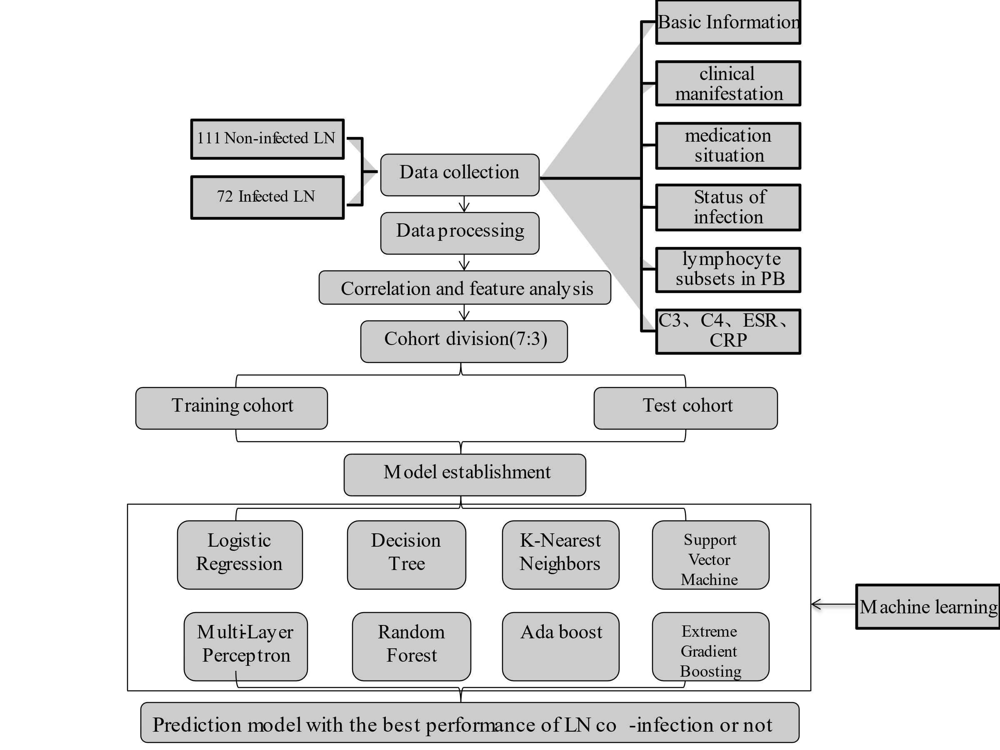 Basic Information
clinical
manifestation
medication
situation
Status of
infection
lymphocyte
subsets in PB
C3、C4、ESR、
CRP
111 Non-infected LN
72 Infected LN
Data collection
Data processing
Correlation and feature analysis
Cohort division(7:3)
Training cohort
Test cohort
Model establishment
Logistic
Regression
Decision
Tree
K-Nearest
Neighbors
Support
Vector
Machine
Multi-Layer
Perceptron
Random
Forest
Ada boost
Extreme
Gradient
Boosting
Machine learning
Prediction model with the best performance of LN co -infection or not